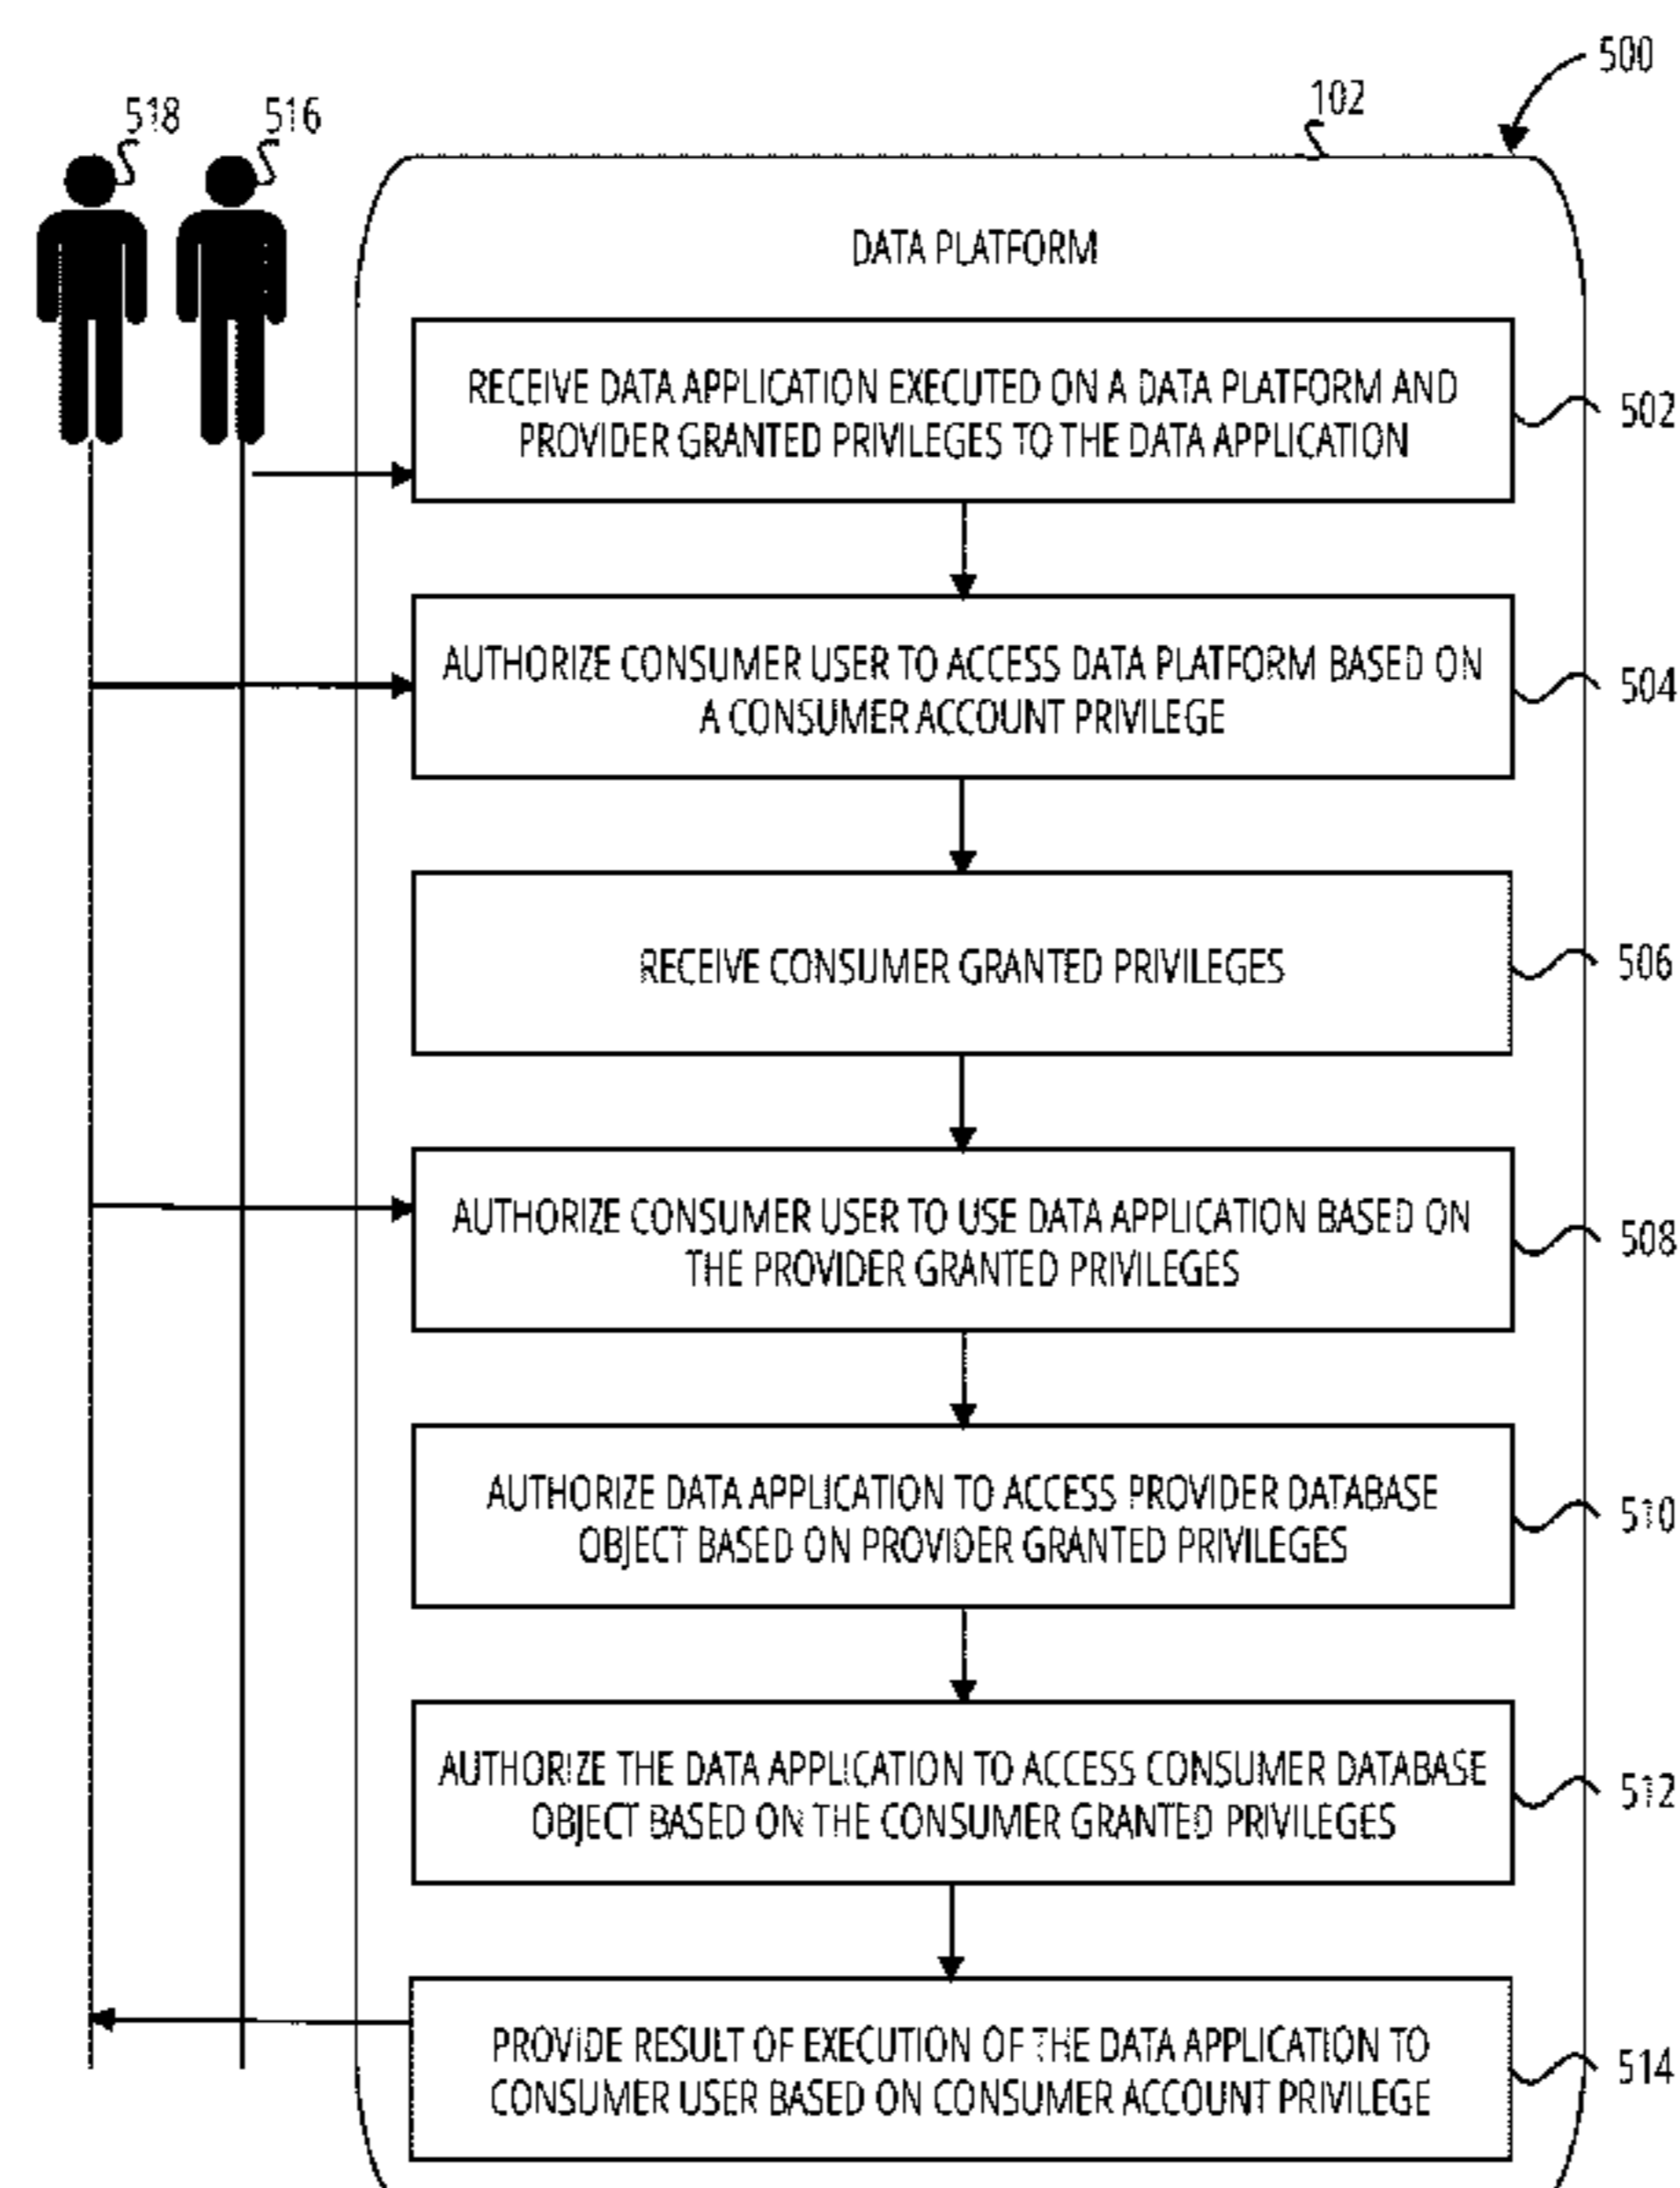 500
102
518
516
DATA PLATFORM
RECEIVE DATA APPLICATION EXECUTED ON A DATA PLATFORM AND
PROVIDER GRANTED PRIVILEGES TO THE DATA APPLICATION
502
AUTHORIZE CONSUMER USER TO ACCESS DATA PLATFORM BASED ON
A CONSUMER ACCOUNT PRIVILEGE
504
RECEIVE CONSUMER GRANTED PRIVILEGES
506
AUTHORIZE CONSUMER USER TO USE DATA APPLICATION BASED ON
THE PROVIDER GRANTED PRIVILEGES
508
AUTHORIZE DATA APPLICATION TO ACCESS PROVIDER DATABASE
OBJECT BASED ON PROVIDER GRANTED PRIVILEGES
510
AUTHORIZE THE DATA APPLICATION TO ACCESS CONSUMER DATABASE
OBJECT BASED ON THE CONSUMER GRANTED PRIVILEGES
512
PROVIDE RESULT OF EXECUTION OF THE DATA APPLICATION TO
CONSUMER USER BASED ON CONSUMER ACCOUNT PRIVILEGE
514